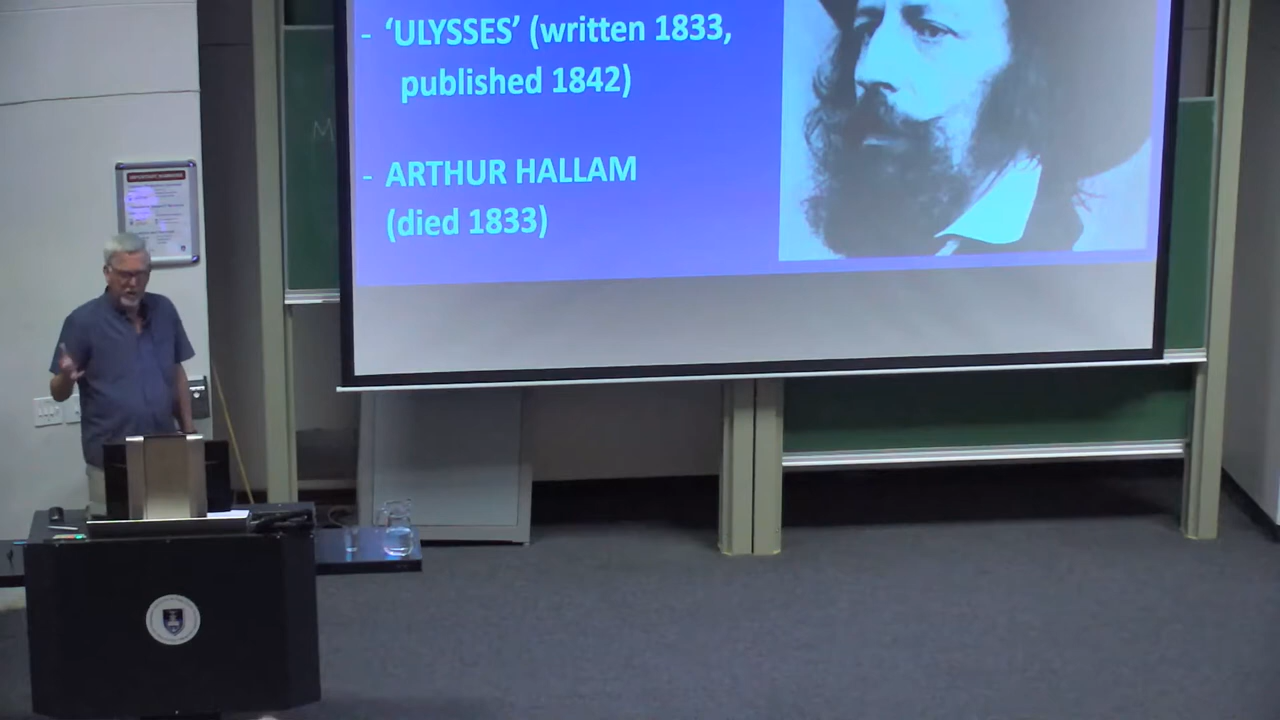 - ‘ULYSSES’ (written 1833,
published 1842)
- ARTHUR HALLAM
(died 1833)